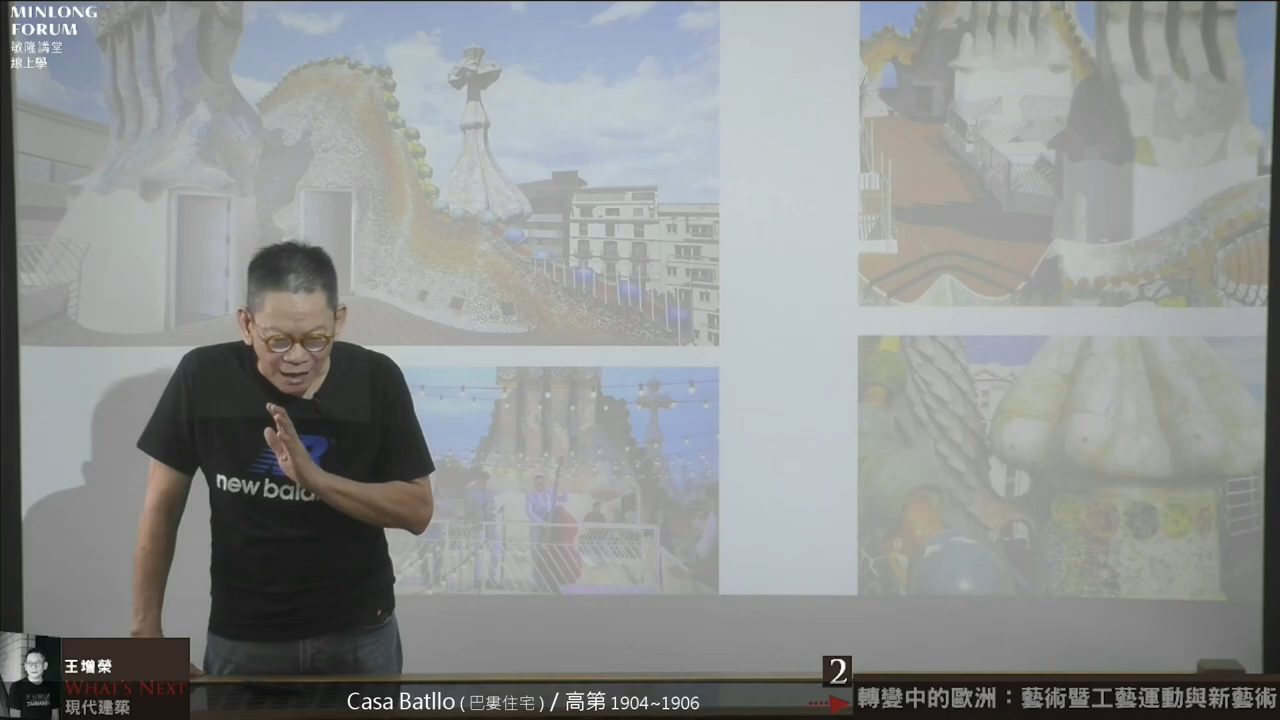 MINLONG
FORUM
敏隆講堂
線上學
new bala
王增榮
WHAT'S NEXT
現代建築
Casa Batllo ( 巴婁住宅 ) / 高第 1904~1906
2
轉變中的歐洲：藝術暨工藝運動與新藝術